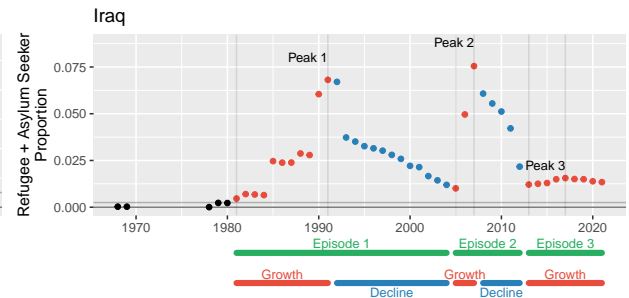 Iraq
Refugee + Asylum Seeker
Proportion
0.075
0.050
0.025
0.000
Peak 1
Peak 2
Peak 3
1970 1980 1990 2000 2010 2020
Episode 1 Episode 2 Episode 3
Growth Growth Growth
Decline Decline